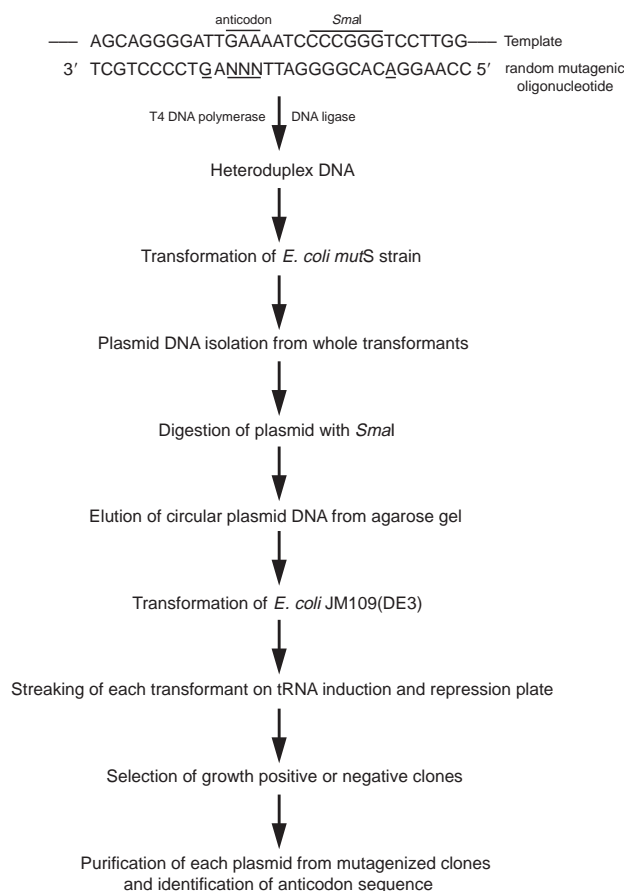 anticodon SmaI
AGCAGGGGATTGAAAATCCCCGGGTCCTTGG Template
3′ TCGTCCCCTGANNNTTAGGGGCACAGGAACC 5′ random mutagenic
oligonucleotide
T4 DNA polymerase DNA ligase
Heteroduplex DNA
Transformation of E. coli mutS strain
Plasmid DNA isolation from whole transformants
Digestion of plasmid with SmaI
Elution of circular plasmid DNA from agarose gel
Transformation of E. coli JM109(DE3)
Streaking of each transformant on tRNA induction and repression plate
Selection of growth positive or negative clones
Purification of each plasmid from mutagenized clones
and identification of anticodon sequence